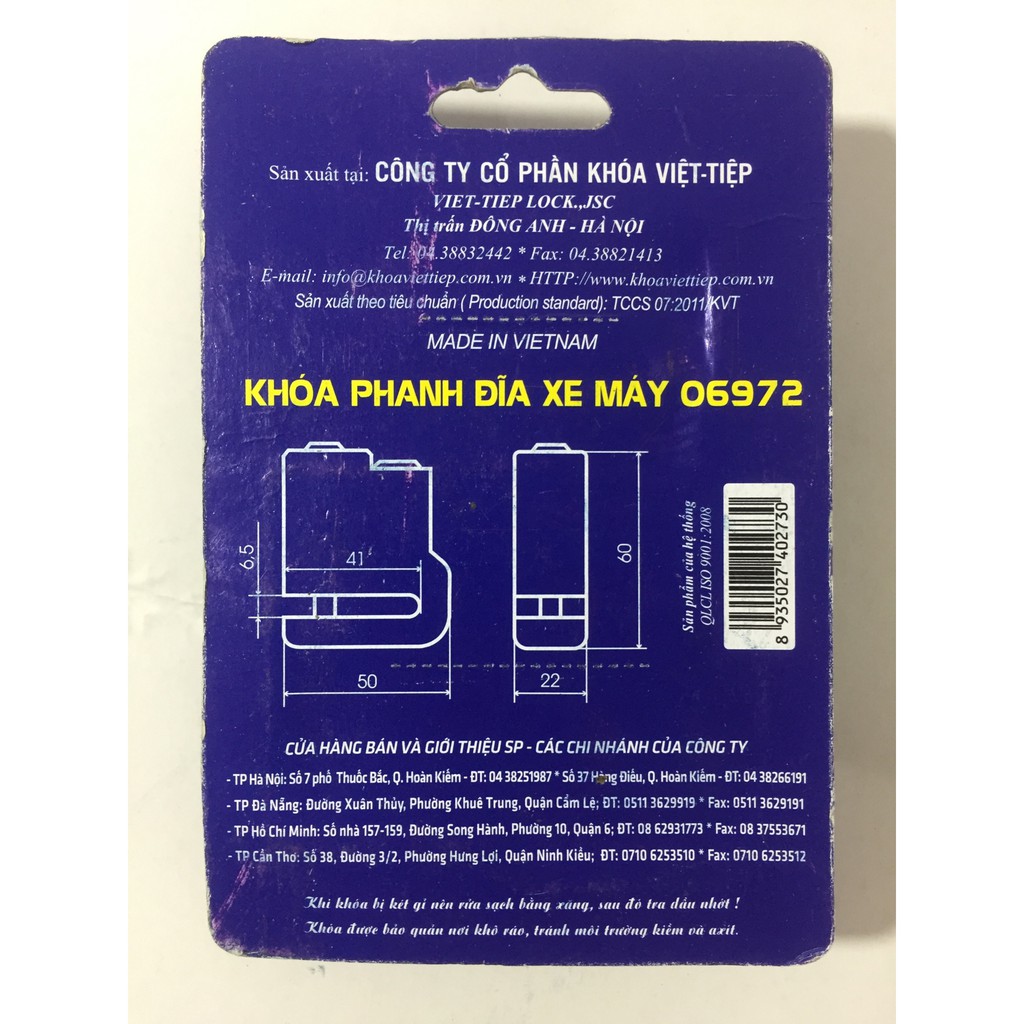 Sản xuất tại: CÔNG TY CỔ PHẦN KHÓA VIỆT-TIỆP
VIET-TIEP LOCK.,JSC
Thị trấn ĐÔNG ANH - HÀ NỘI
Tel: 04.38832442 * Fax: 04.38821413
E-mail: info@khoaviettiep.com.vn * HTTP://www.khoaviettiep.com.vn
Sản xuất theo tiêu chuẩn ( Production standard): TCCS 07:2011/KVT
MADE IN VIETNAM
KHÓA PHANH ĐĨA XE MÁY 06972
6,5
41
50
60
22
Sản phẩm của hệ thống
QLCL ISO 9001:2008
8 935027 402730
CỬA HÀNG BÁN VÀ GIỚI THIỆU SP - CÁC CHI NHÁNH CỦA CÔNG TY
- TP Hà Nội: Số 7 phố Thuốc Bắc, Q. Hoàn Kiếm - ĐT: 04 38251987 * Số 37 Hàng Điếu, Q. Hoàn Kiếm - ĐT: 04 38266191
- TP Đà Nẵng: Đường Xuân Thủy, Phường Khuê Trung, Quận Cẩm Lệ; ĐT: 0511 3629919 * Fax: 0511 3629191
- TP Hồ Chí Minh: Số nhà 157-159, Đường Song Hành, Phường 10, Quận 6; ĐT: 08 62931773 * Fax: 08 37553671
- TP Cần Thơ: Số 38, Đường 3/2, Phường Hưng Lợi, Quận Ninh Kiều; ĐT: 0710 6253510 * Fax: 0710 6253512
Khi khóa bị két gỉ nên rửa sạch bằng xăng, sau đó tra dầu nhớt !
Khóa được bảo quản nơi khô ráo, tránh môi trường kiềm và axit.